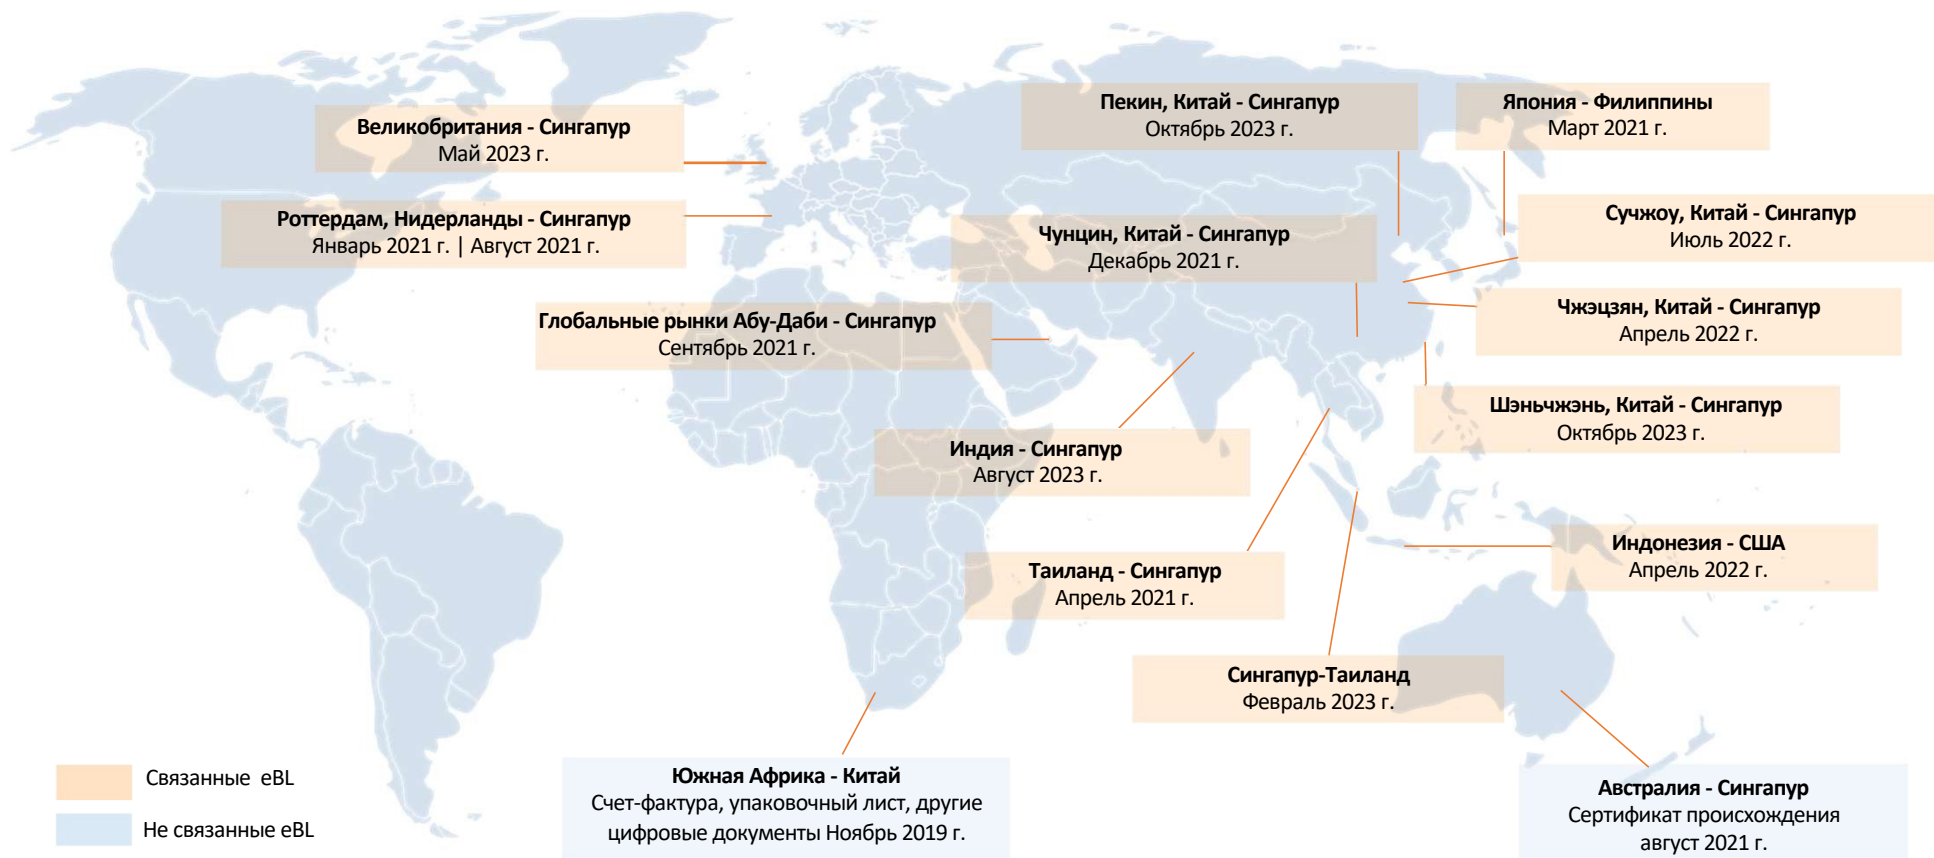 Пекин, Китай - Сингапур
Октябрь 2023 г.
Япония - Филиппины
Март 2021 г.
Великобритания - Сингапур
Май 2023 г.
Роттердам, Нидерланды - Сингапур
Январь 2021 г. | Август 2021 г.
Чунцин, Китай - Сингапур
Декабрь 2021 г.
Сучжоу, Китай - Сингапур
Июль 2022 г.
Глобальные рынки Абу-Даби - Сингапур
Сентябрь 2021 г.
Чжэцзян, Китай - Сингапур
Апрель 2022 г.
Шэньчжэнь, Китай - Сингапур
Октябрь 2023 г.
Индия - Сингапур
Август 2023 г.
Индонезия - США
Апрель 2022 г.
Таиланд - Сингапур
Апрель 2021 г.
Сингапур-Таиланд
Февраль 2023 г.
Южная Африка - Китай
Счет-фактура, упаковочный лист, другие
цифровые документы Ноябрь 2019 г.
Австралия - Сингапур
Сертификат происхождения
август 2021 г.
Связанные eBL
Не связанные eBL